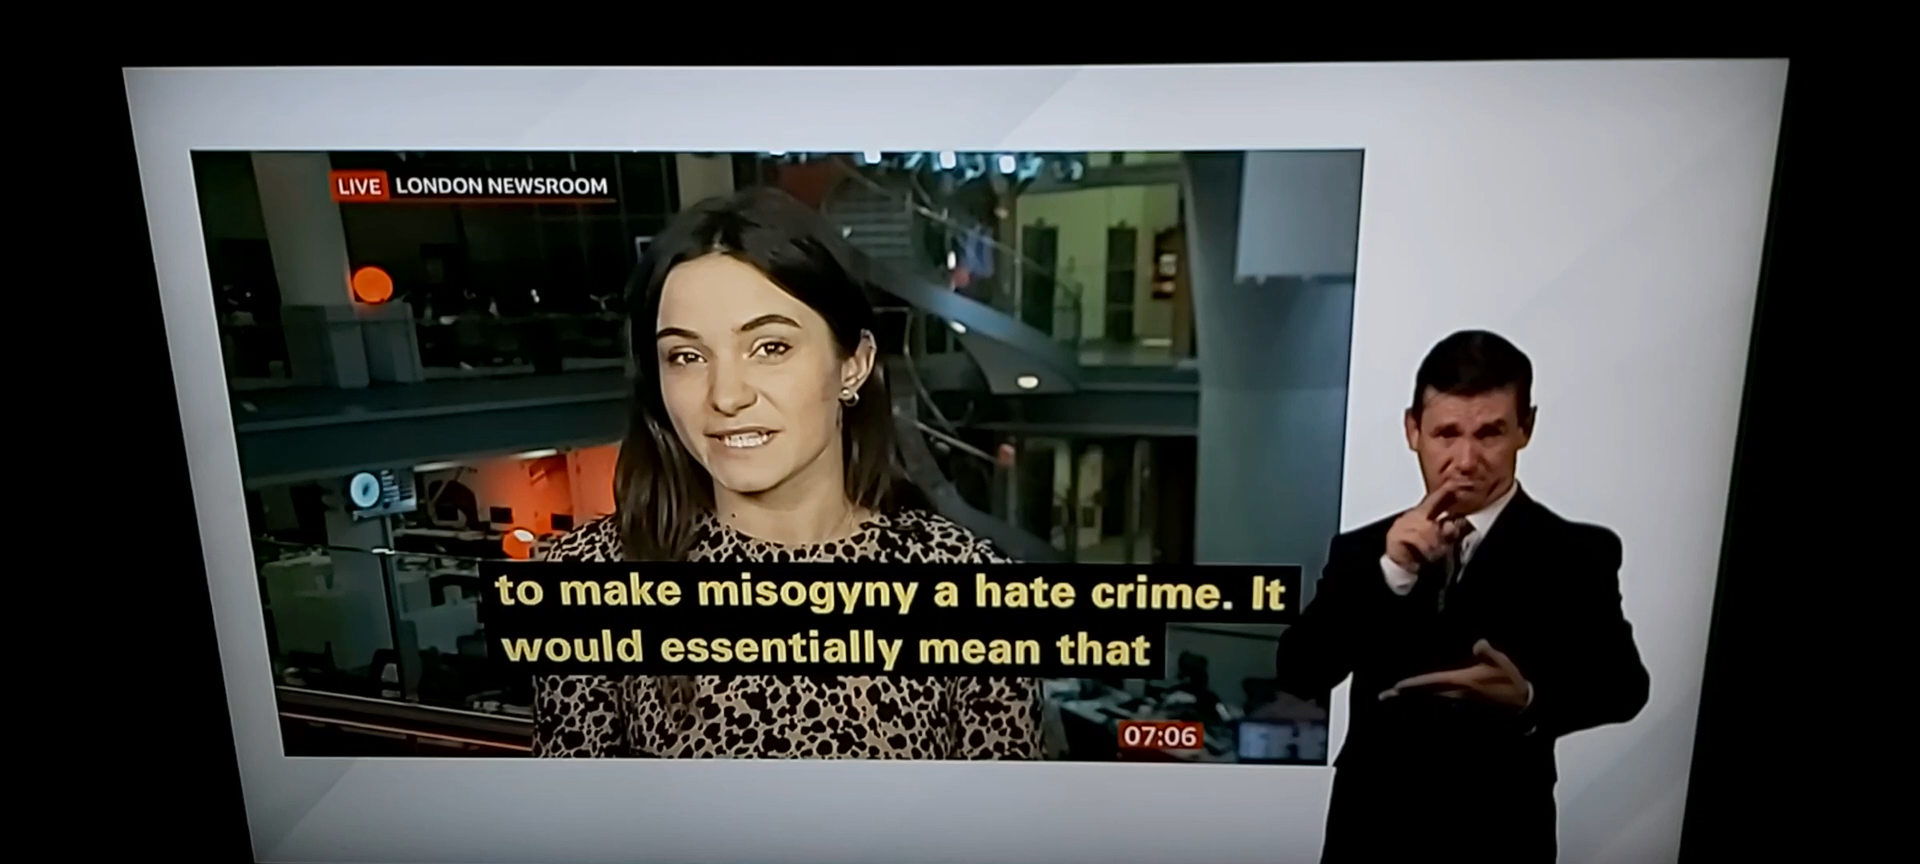 LIVE LONDON NEWSROOM
to make misogyny a hate crime. It
would essentially mean that
07:06